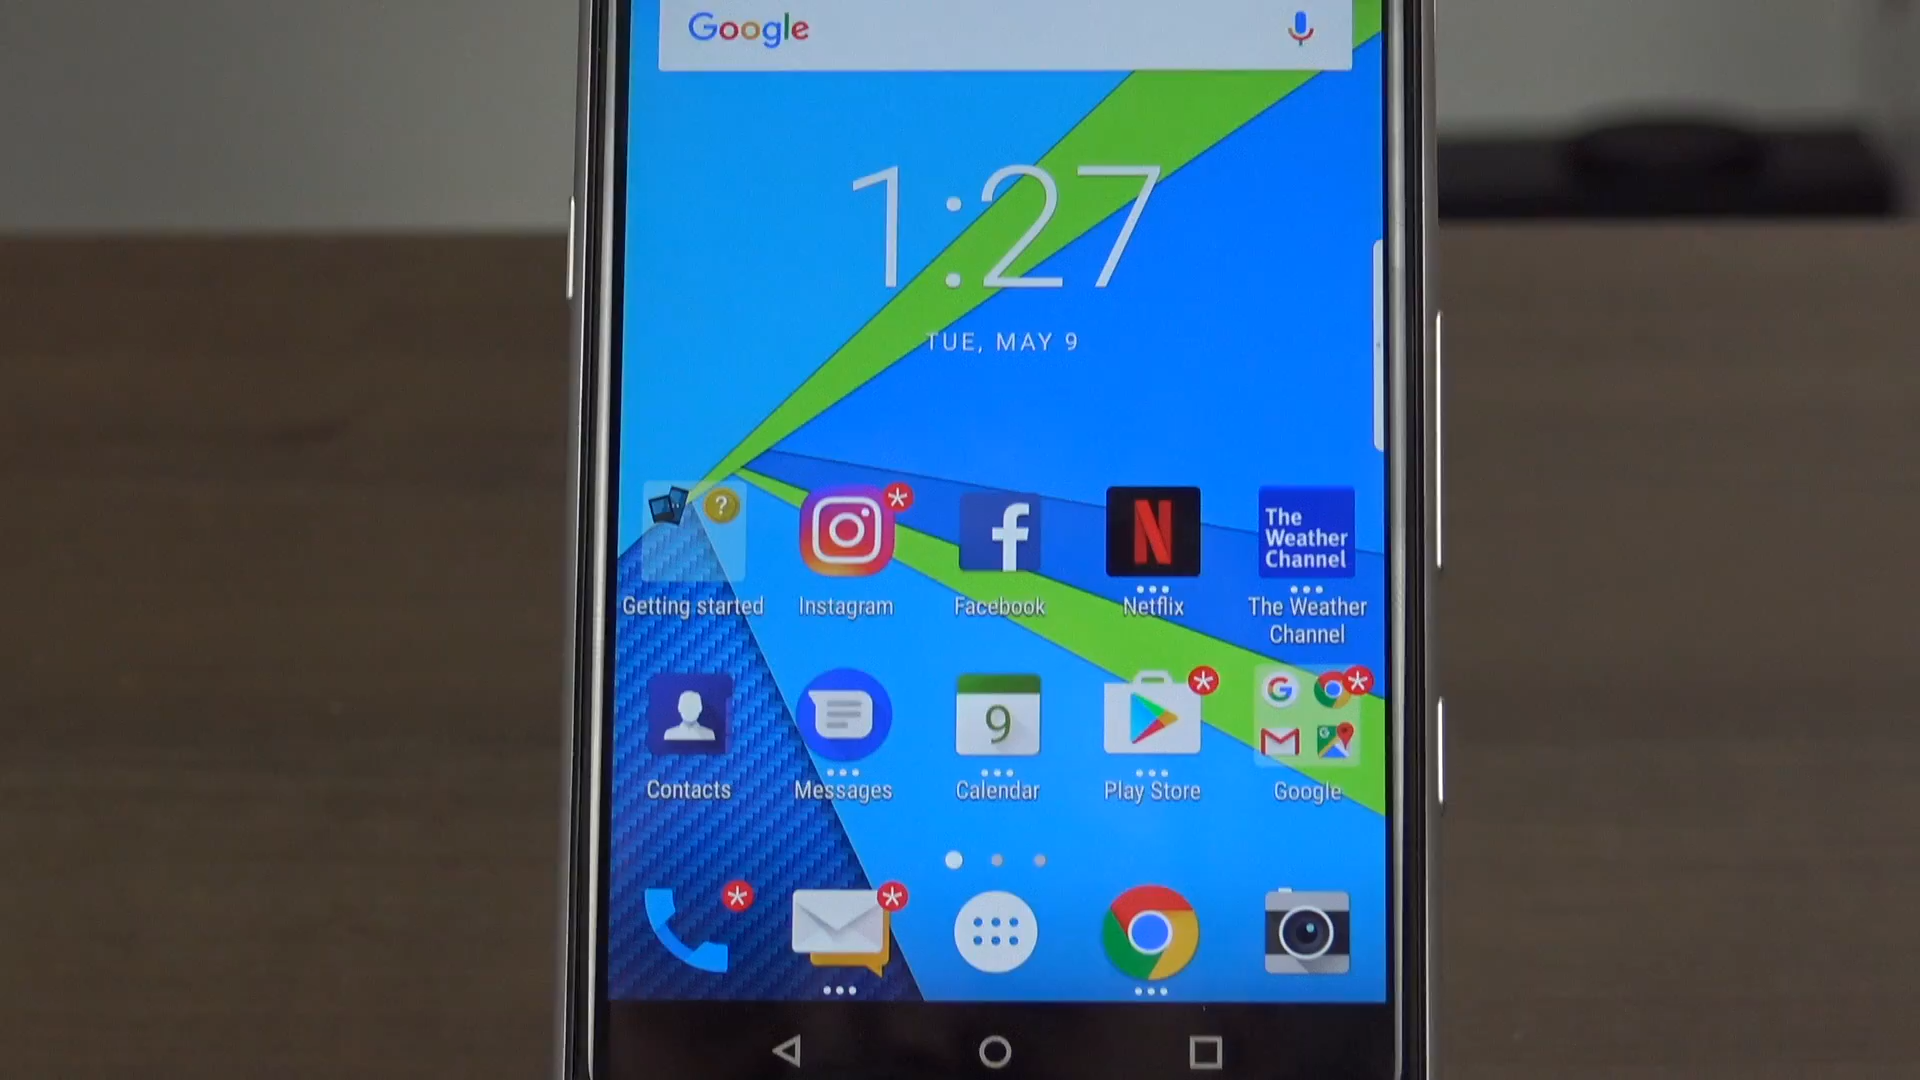 Google
1:27
TUE, MAY 9
?
The
Weather
Channel
Getting started
Instagram
Facebook
Netflix
The Weather
Channel
9
Contacts
Messages
Calendar
Play Store
Google